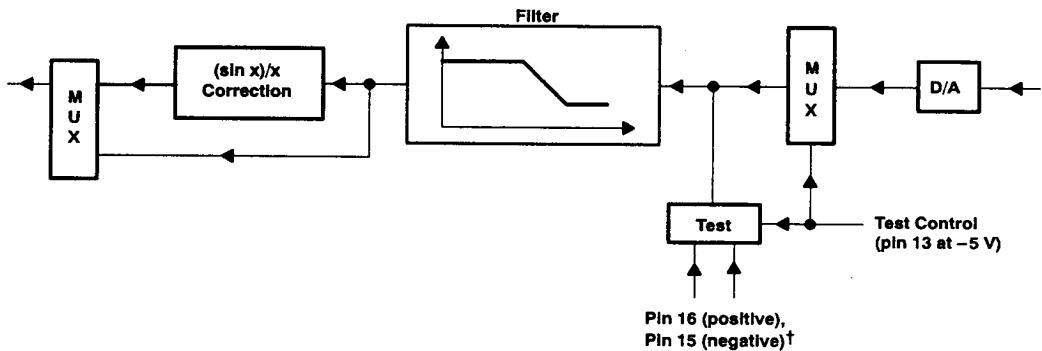 Filter
(sin x)/x
Correction
M
U
X
M
U
X
D/A
Test
Test Control
(pin 13 at –5 V)
Pin 16 (positive),
Pin 15 (negative)†